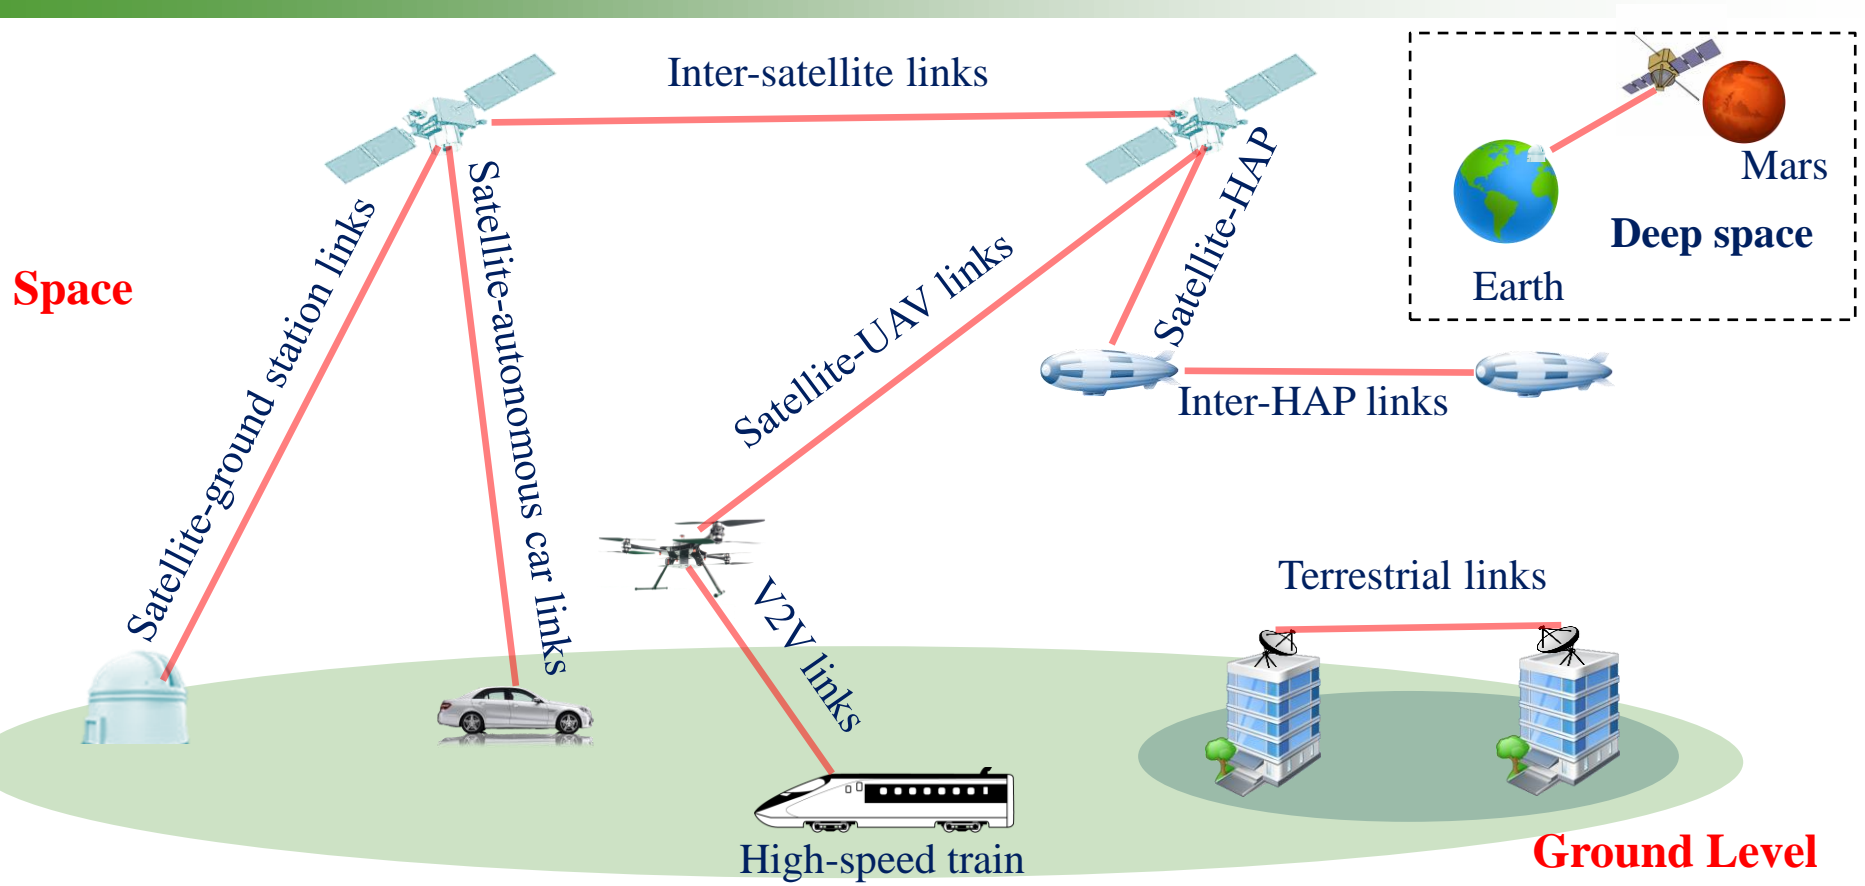 Inter-satellite links
Mars
Deep space
Earth
Space
Satellite-ground station links
Satellite-autonomous car links
Satellite-UAV links
Satellite-HAP
Inter-HAP links
V2V links
Terrestrial links
High-speed train
Ground Level